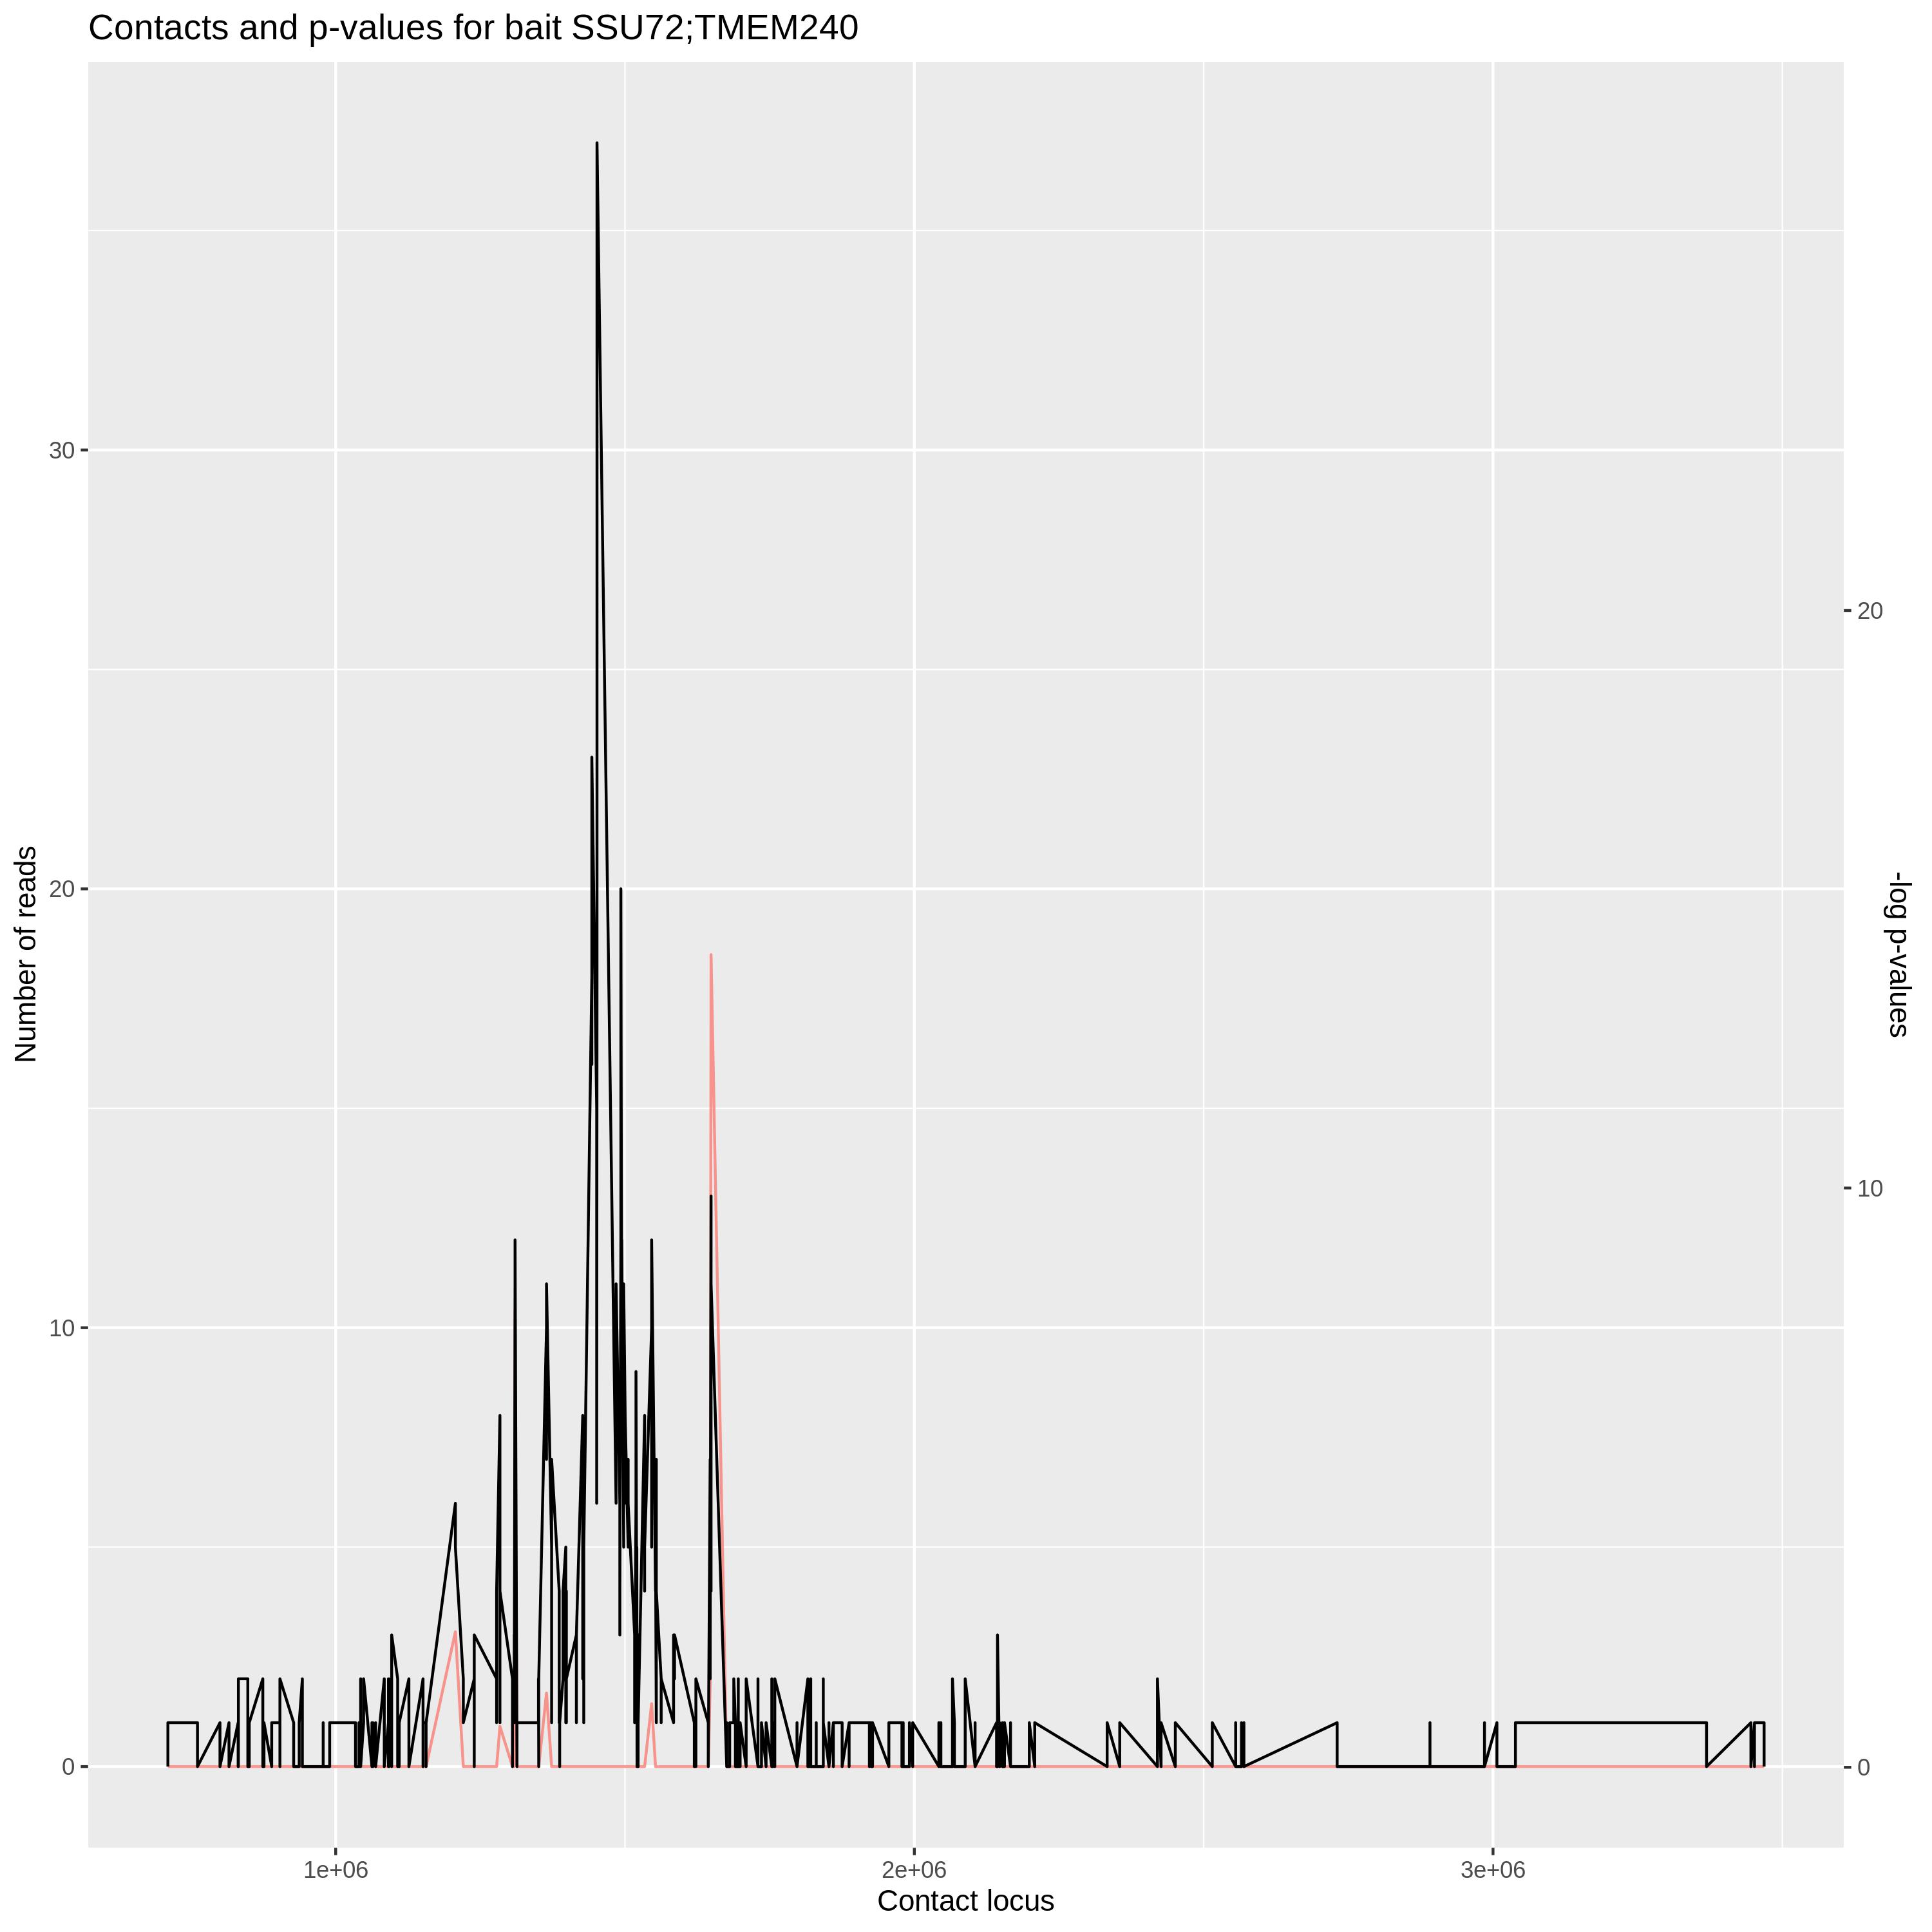 Contacts and p-values for bait SSU72;TMEM240
Number of reads
30
20
10
0
20
10
0
-log p-values
1e+06
2e+06
3e+06
Contact locus